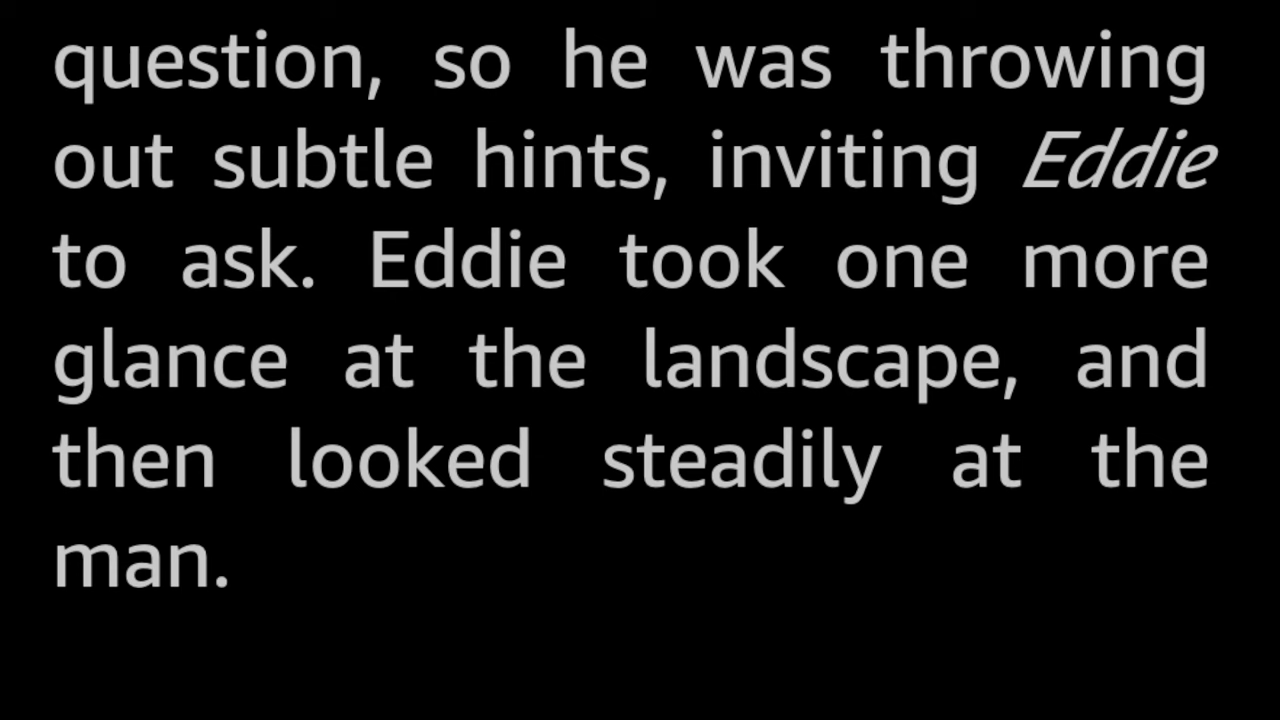 question, so he was throwing
out subtle hints, inviting Eddie
to ask. Eddie took one more
glance at the landscape, and
then looked steadily at the
man.